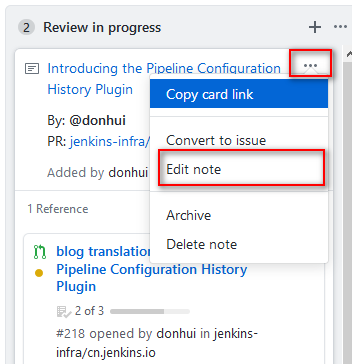 2 Review in progress
Introducing the Pipeline Configuration
History Plugin
Copy card link
By: @donhui
PR: jenkins-infra/
Convert to issue
Edit note
Added by donhui
Archive
1 Reference
Delete note
blog translation
Pipeline Configuration History
Plugin
2 of 3
#218 opened by donhui in jenkins-
infra/cn.jenkins.io